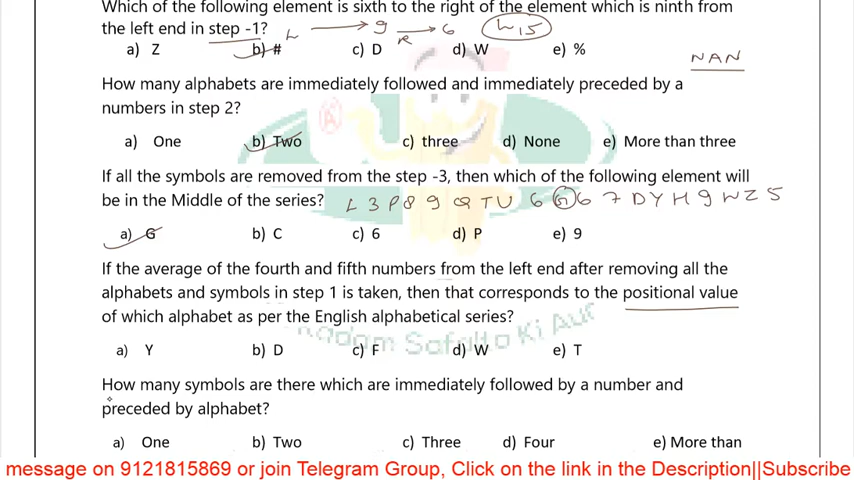 Which of the following element is sixth to the right of the element which is ninth from
the left end in step -1? L → 9 R → 6 L 15
a) Z b) # c) D d) W e) %
NAN
How many alphabets are immediately followed and immediately preceded by a
numbers in step 2?
a) One b) Two c) three d) None e) More than three
If all the symbols are removed from the step -3, then which of the following element will
be in the Middle of the series? L 3 P 8 9 Q T U 6 G 6 7 D Y H 9 W Z 5
a) G b) C c) 6 d) P e) 9
If the average of the fourth and fifth numbers from the left end after removing all the
alphabets and symbols in step 1 is taken, then that corresponds to the positional value
of which alphabet as per the English alphabetical series?
Kadam Safalta Ki Aur
a) Y b) D c) F d) W e) T
How many symbols are there which are immediately followed by a number and
preceded by alphabet?
a) One b) Two c) Three d) Four e) More than
message on 9121815869 or join Telegram Group, Click on the link in the Description||Subscribe